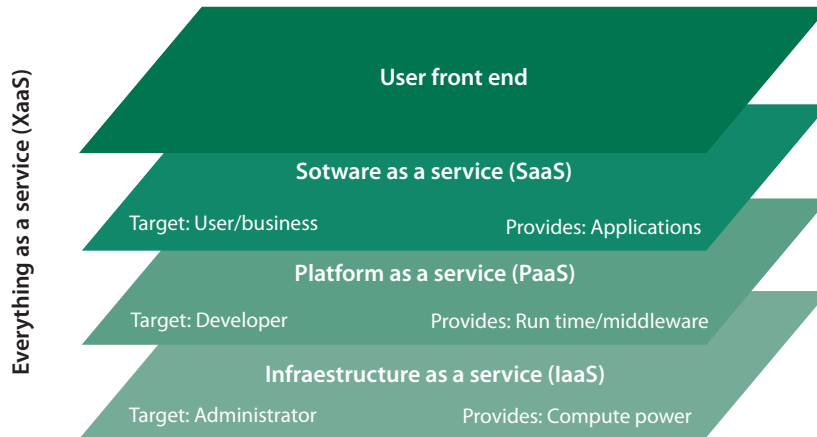 Everything as a service (XaaS)
User front end
Sotware as a service (SaaS)
Target: User/business Provides: Applications
Platform as a service (PaaS)
Target: Developer Provides: Run time/middleware
Infraestructure as a service (IaaS)
Target: Administrator Provides: Compute power